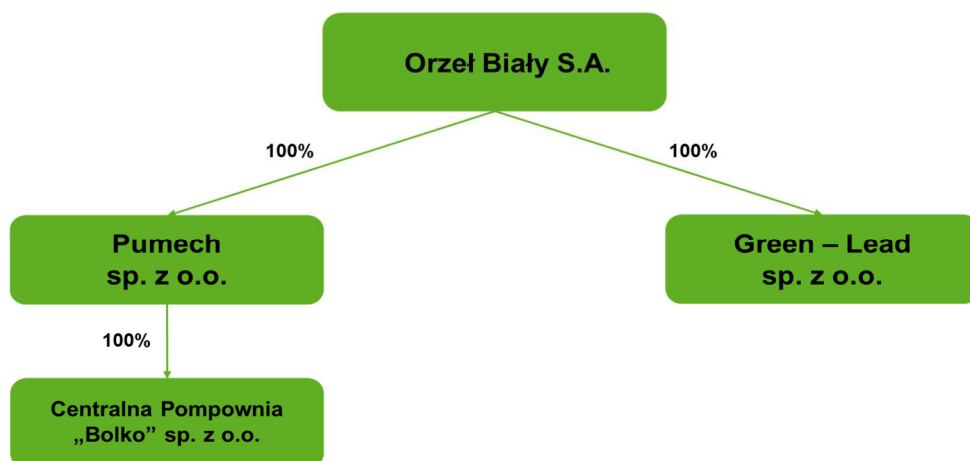 Orzeł Biały S.A.
100%
100%
Pumech
sp. z o.o.
Green – Lead
sp. z o.o.
100%
Centralna Pompownia
„Bolko” sp. z o.o.